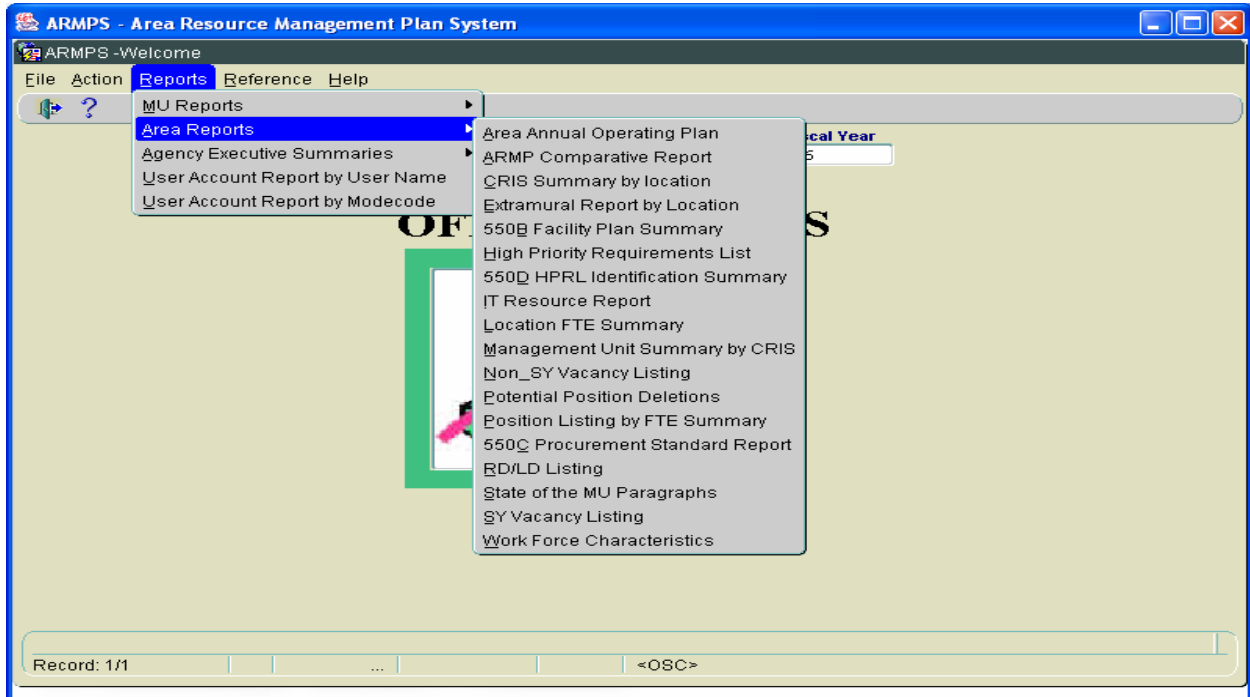 ARMPS - Area Resource Management Plan System
ARMPS -Welcome
File Action Reports Reference Help
?
MU Reports
Area Reports
Agency Executive Summaries
User Account Report by User Name
User Account Report by Modecode
Area Annual Operating Plan
ARMP Comparative Report
CRIS Summary by location
Extramural Report by Location
550B Facility Plan Summary
High Priority Requirements List
550D HPRL Identification Summary
IT Resource Report
Location FTE Summary
Management Unit Summary by CRIS
Non_SY Vacancy Listing
Potential Position Deletions
Position Listing by FTE Summary
550C Procurement Standard Report
RD/LD Listing
State of the MU Paragraphs
SY Vacancy Listing
Work Force Characteristics
Year
Record: 1/1 ... <OSC>